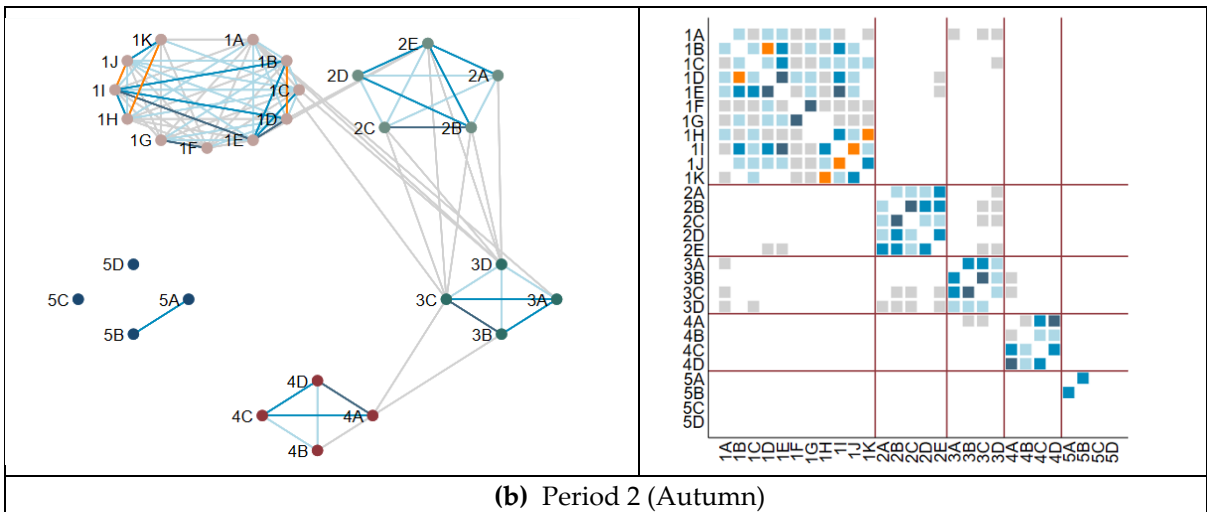 1K 1A 2E
1J 1B 2D 2A
1I 1C
1H 1D 2C 2B
1G 1F 1E
5D 3D
5C 5A 3C 3A
5B 3B
4D
4C 4A
4B
1A
1B
1C
1D
1E
1F
1G
1H
1I
1J
1K
2A
2B
2C
2D
2E
3A
3B
3C
3D
4A
4B
4C
4D
5A
5B
5C
5D
1A 1B 1C 1D 1E 1F 1G 1H 1I 1J 1K 2A 2B 2C 2D 2E 3A 3B 3C 3D 4A 4B 4C 4D 5A 5B 5C 5D
(b) Period 2 (Autumn)